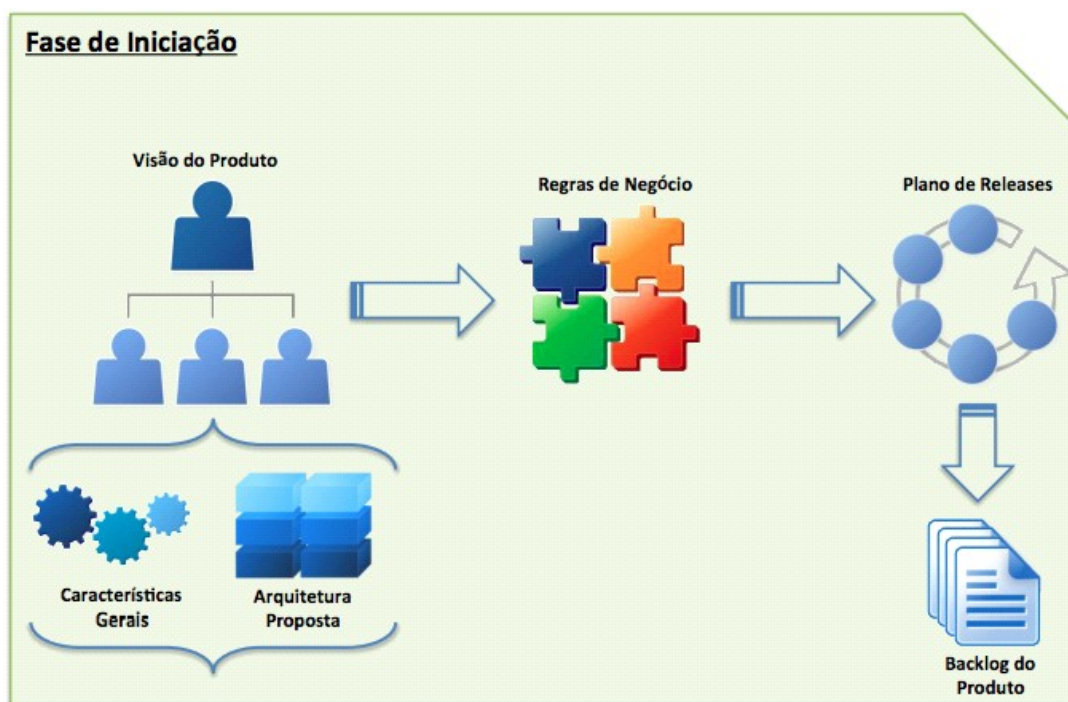 Fase de Iniciação
Visão do Produto
Regras de Negócio
Plano de Releases
Características
Gerais
Arquitetura
Proposta
Backlog do
Produto